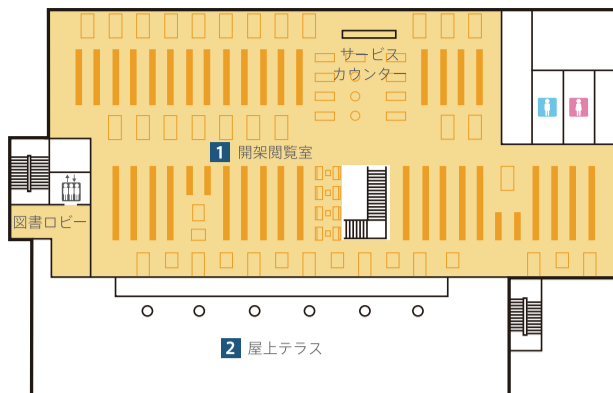 サービス
カウンター
1 開架閲覧室
図書ロビー
2 屋上テラス